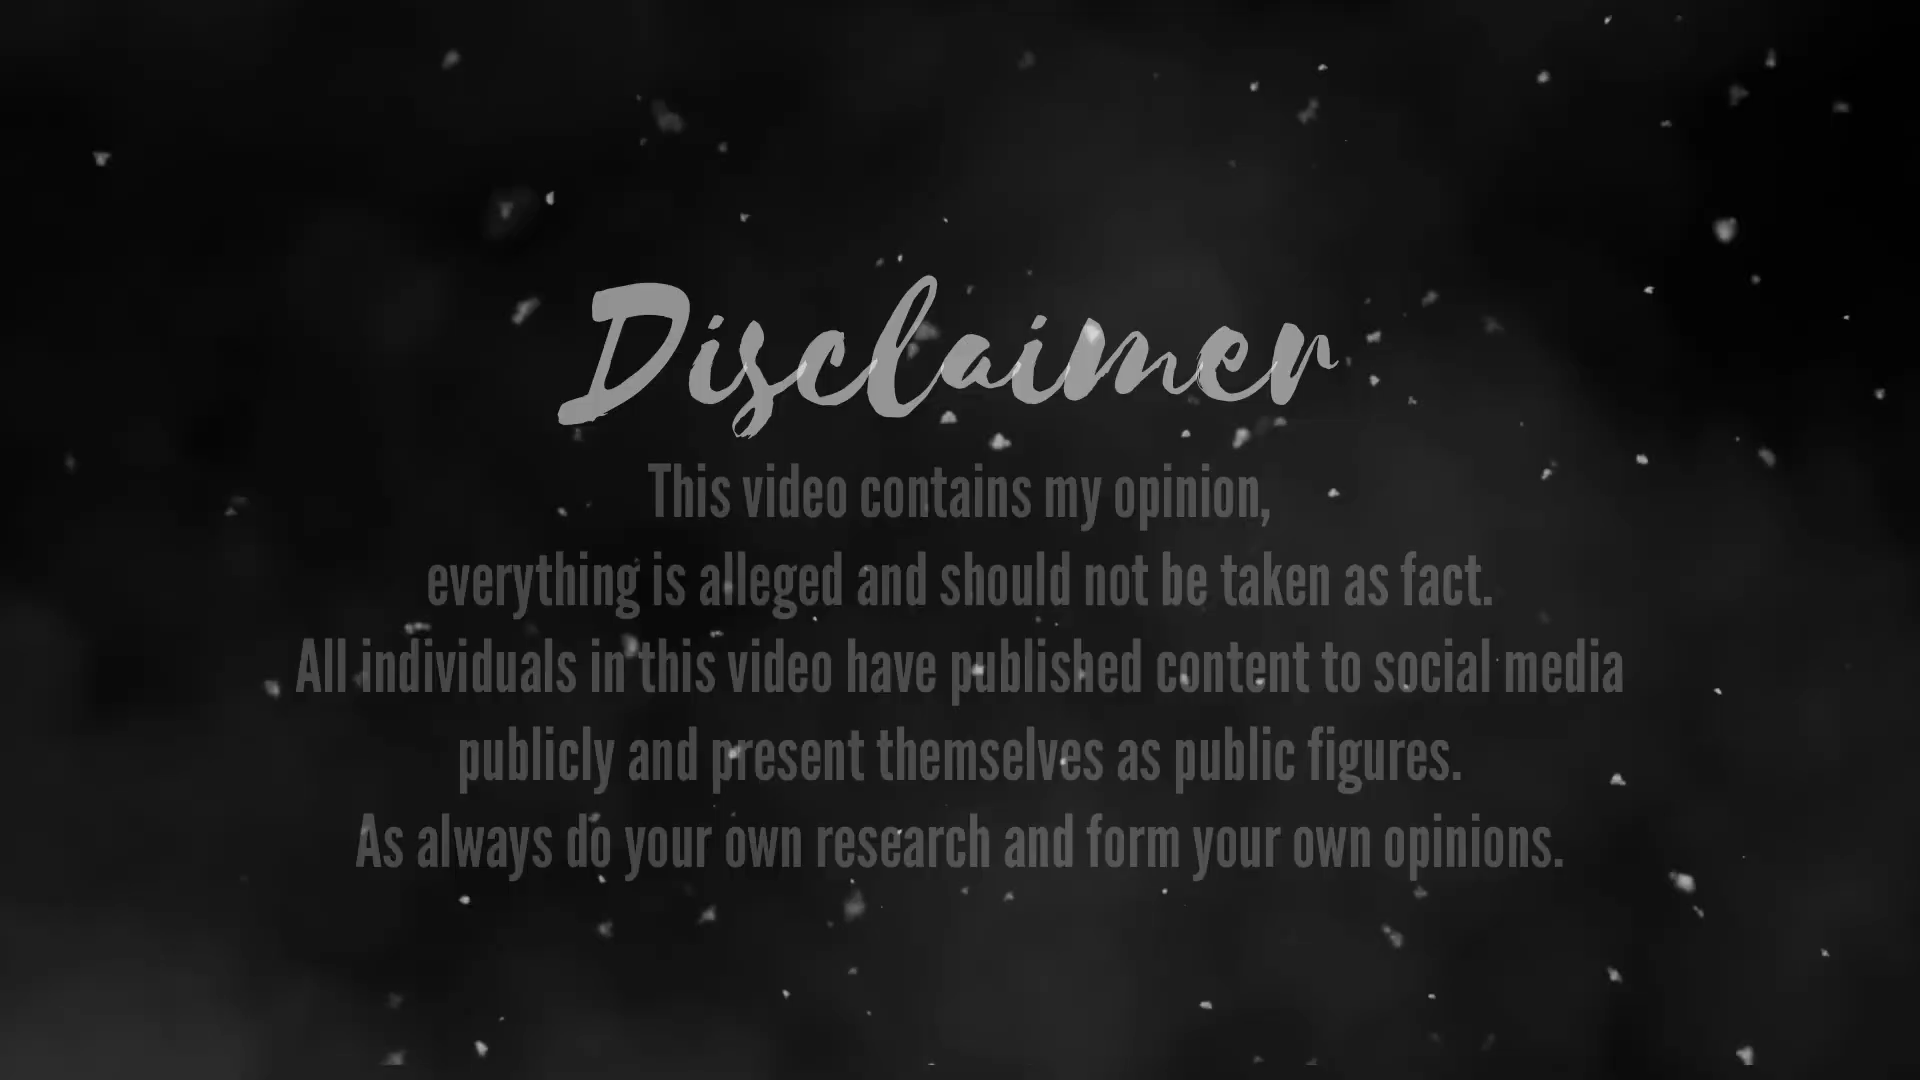 Disclaimer
This video contains my opinion,
everything is alleged and should not be taken as fact.
All individuals in this video have published content to social media
publicly and present themselves as public figures.
As always do your own research and form your own opinions.